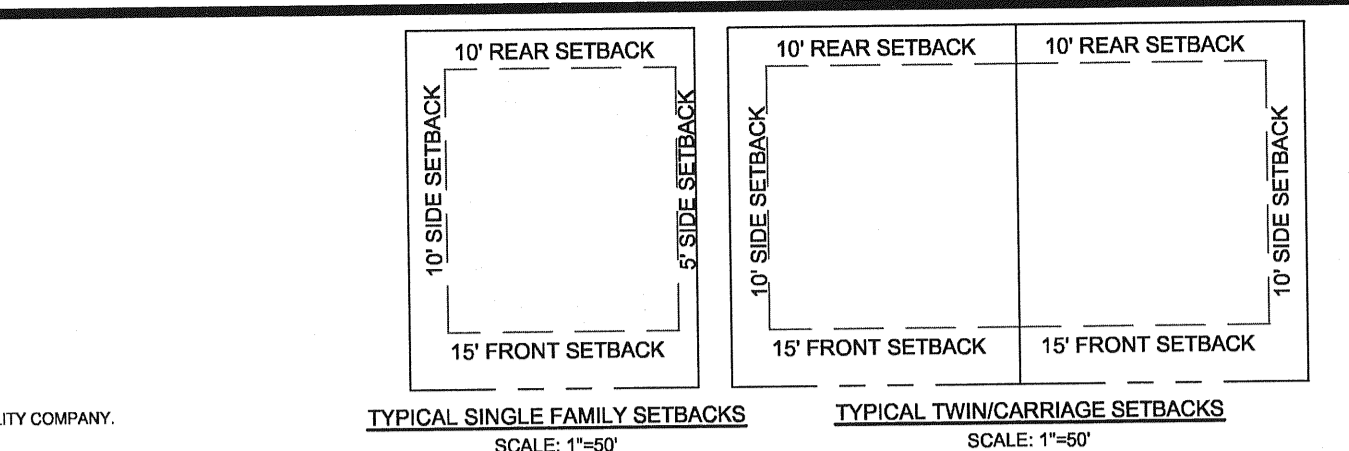 10' REAR SETBACK
10' SIDE SETBACK
5' SIDE SETBACK
15' FRONT SETBACK
TYPICAL SINGLE FAMILY SETBACKS
SCALE: 1"=50'
10' REAR SETBACK
10' REAR SETBACK
10' SIDE SETBACK
10' SIDE SETBACK
15' FRONT SETBACK
15' FRONT SETBACK
TYPICAL TWIN/CARRIAGE SETBACKS
SCALE: 1"=50'
LITY COMPANY.